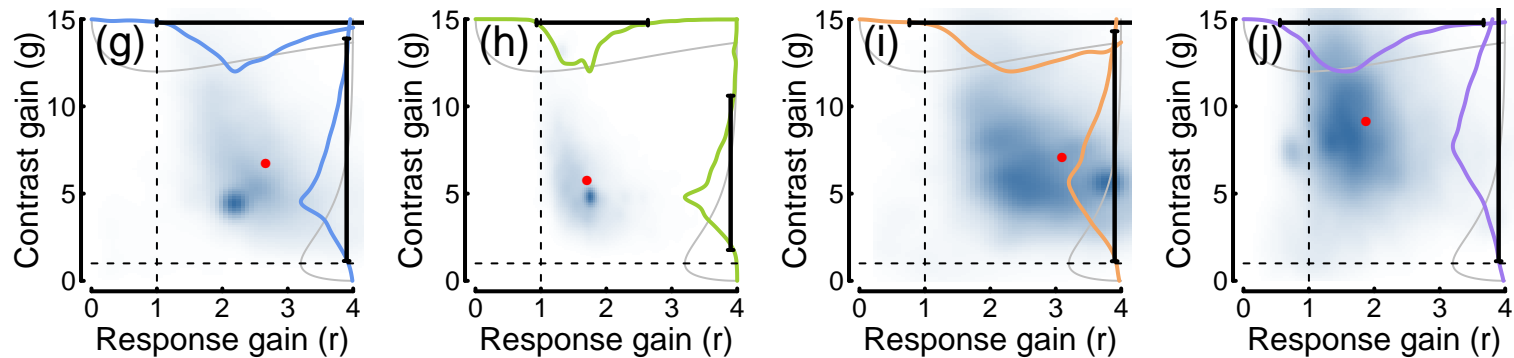 (g) (h) (i) (j)
Contrast gain (g) Contrast gain (g) Contrast gain (g) Contrast gain (g)
15 15 15 15
10 10 10 10
5 5 5 5
0 0 0 0
0 1 2 3 4 0 1 2 3 4 0 1 2 3 4 0 1 2 3 4
Response gain (r) Response gain (r) Response gain (r) Response gain (r)